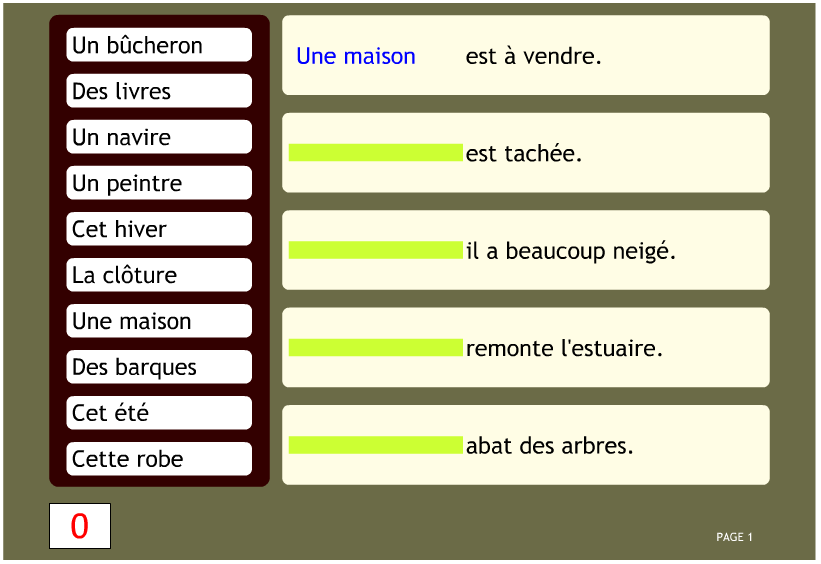 Un bûcheron
Des livres
Un navire
Un peintre
Cet hiver
La clôture
Une maison
Des barques
Cet été
Cette robe
Une maison est à vendre.
est tachée.
il a beaucoup neigé.
remonte l'estuaire.
abat des arbres.
0
PAGE 1